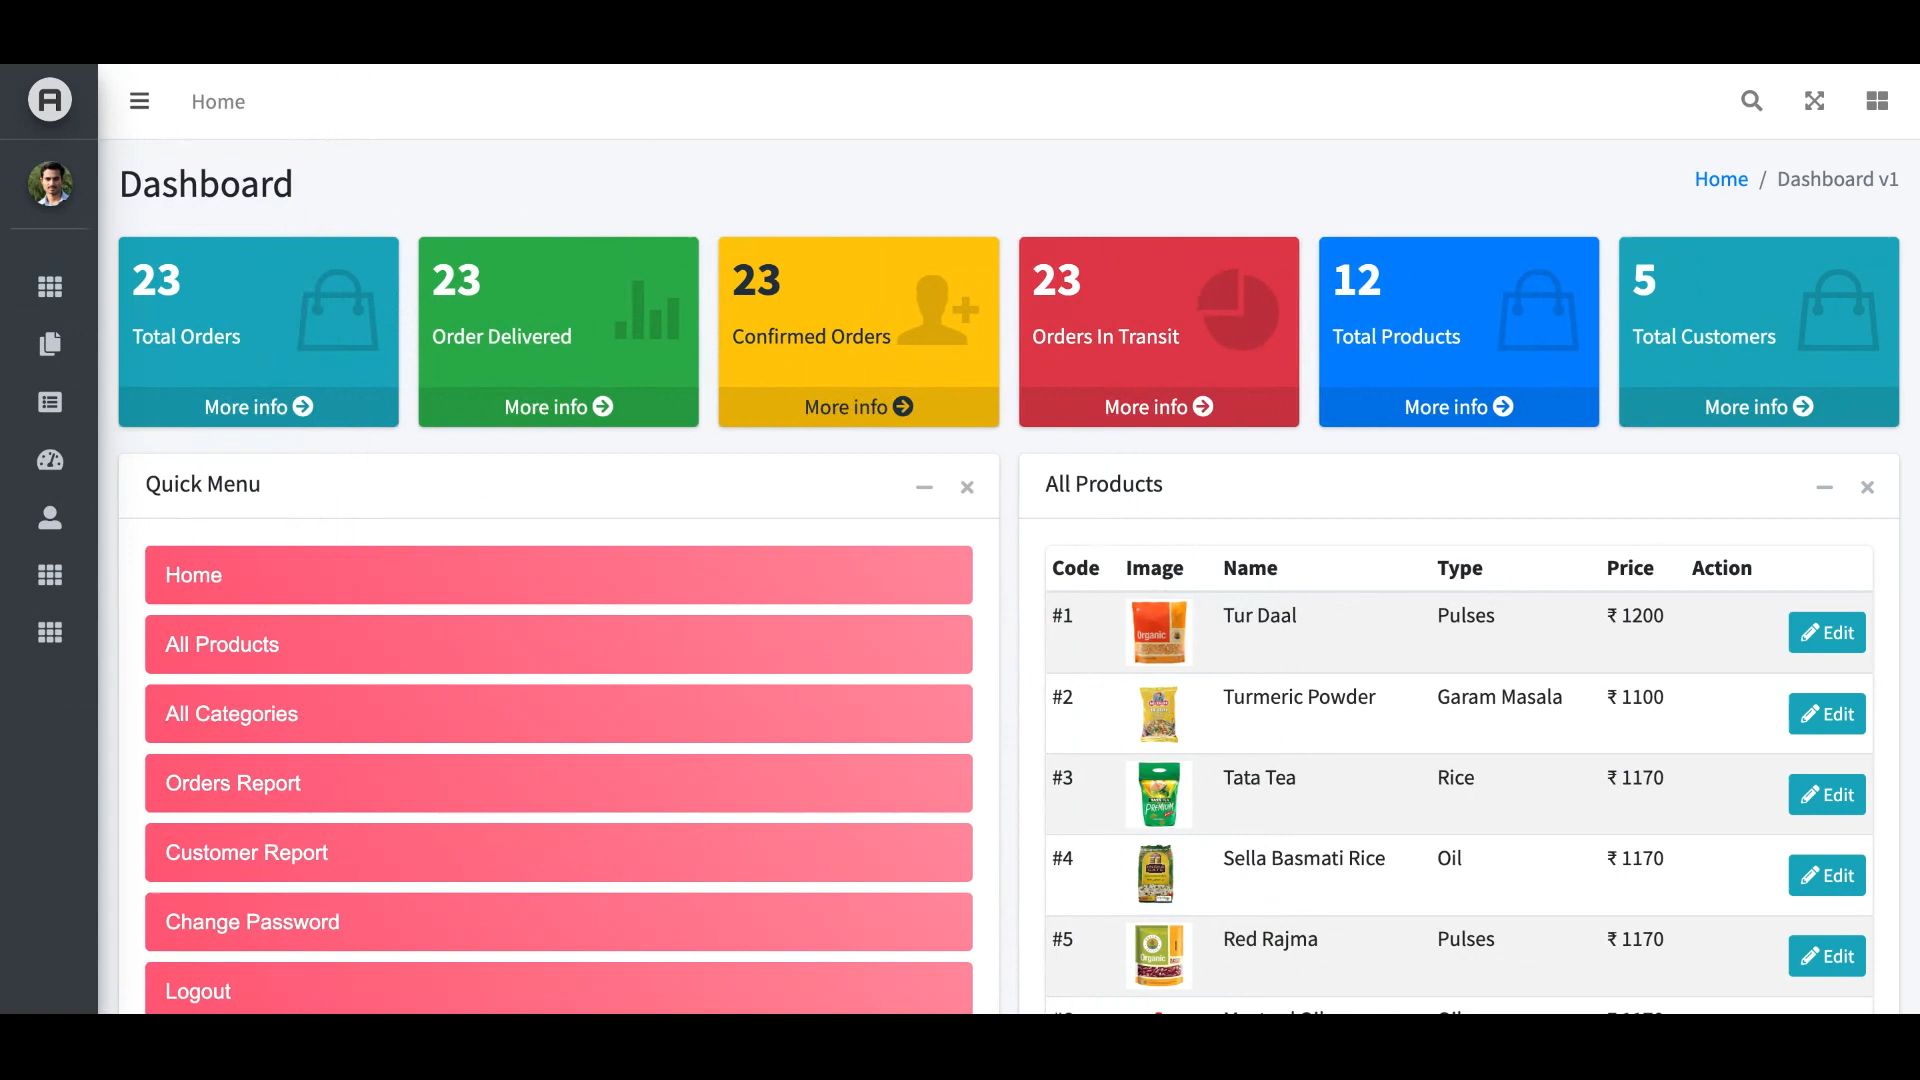 A
Home
Dashboard
Home / Dashboard v1
23
Total Orders
More info
23
Order Delivered
More info
23
Confirmed Orders
More info
23
Orders In Transit
More info
12
Total Products
More info
5
Total Customers
More info
Quick Menu
Home
All Products
All Categories
Orders Report
Customer Report
Change Password
Logout
All Products
Code Image Name Type Price Action
#1 Organic Tur Daal Pulses ₹ 1200 Edit
#2 Turmeric Powder Garam Masala ₹ 1100 Edit
#3 PREMIUM Tata Tea Rice ₹ 1170 Edit
#4 Sella Basmati Rice Oil ₹ 1170 Edit
#5 Organic Red Rajma Pulses ₹ 1170 Edit